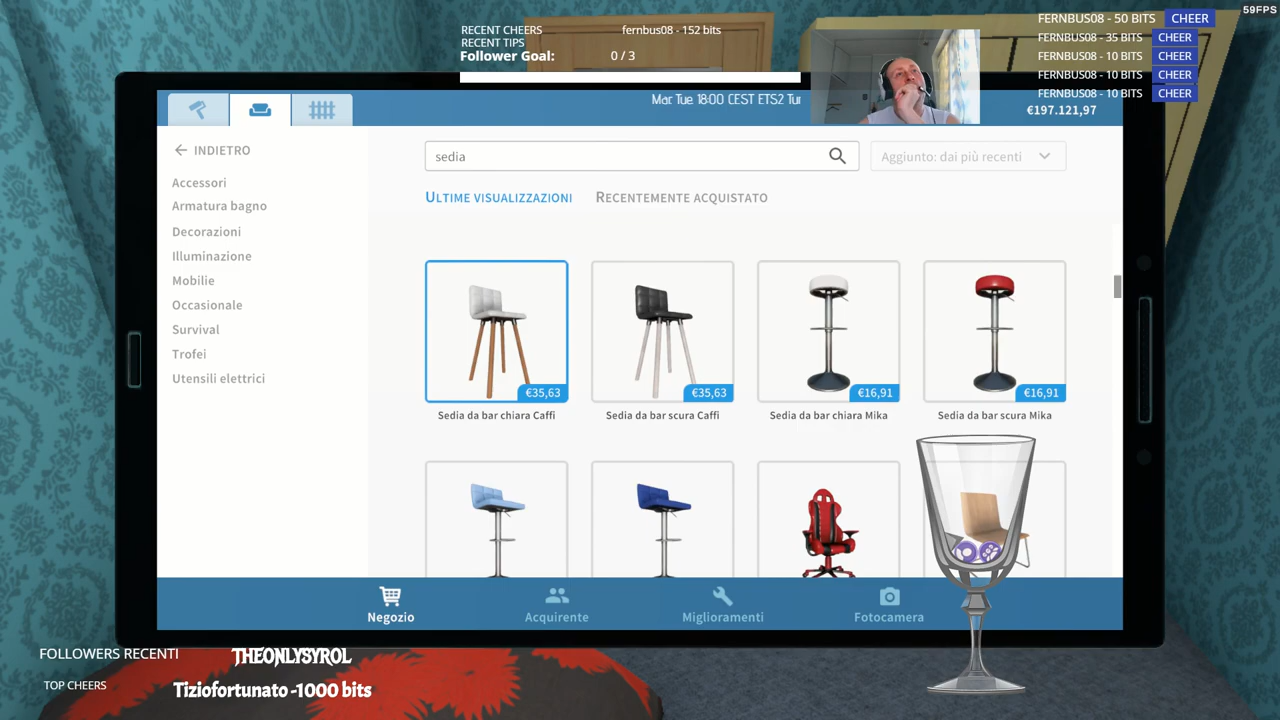 59FPS
RECENT CHEERS fernbus08 - 152 bits
RECENT TIPS
Follower Goal: 0 / 3
FERNBUS08 - 50 BITS CHEER
FERNBUS08 - 35 BITS CHEER
FERNBUS08 - 10 BITS CHEER
FERNBUS08 - 10 BITS CHEER
FERNBUS08 - 10 BITS CHEER
Mar, Tue, 18:00 CEST ETS2 Tur
€197.121,97
INDIETRO
sedia
Aggiunto: dai più recenti
ULTIME VISUALIZZAZIONI
RECENTEMENTE ACQUISTATO
Accessori
Armatura bagno
Decorazioni
Illuminazione
Mobilie
Occasionale
Survival
Trofei
Utensili elettrici
€35,63
€35,63
€16,91
€16,91
Sedia da bar chiara Caffi
Sedia da bar scura Caffi
Sedia da bar chiara Mika
Sedia da bar scura Mika
Negozio
Acquirente
Miglioramenti
Fotocamera
FOLLOWERS RECENTI THEONLYSYROL
TOP CHEERS Tiziofortunato -1000 bits